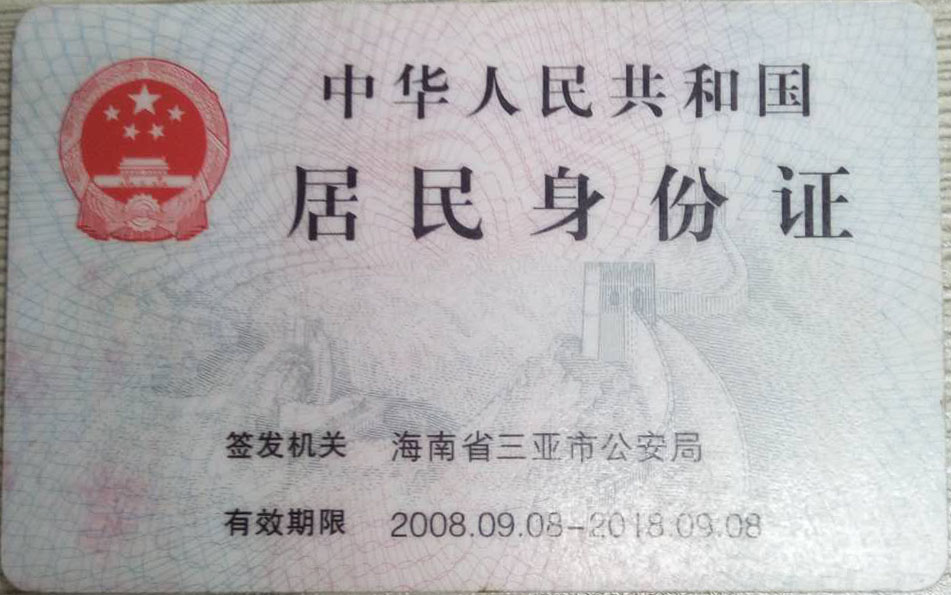 中华人民共和国
居民身份证
签发机关 海南省三亚市公安局
有效期限 2008.09.08-2018.09.08